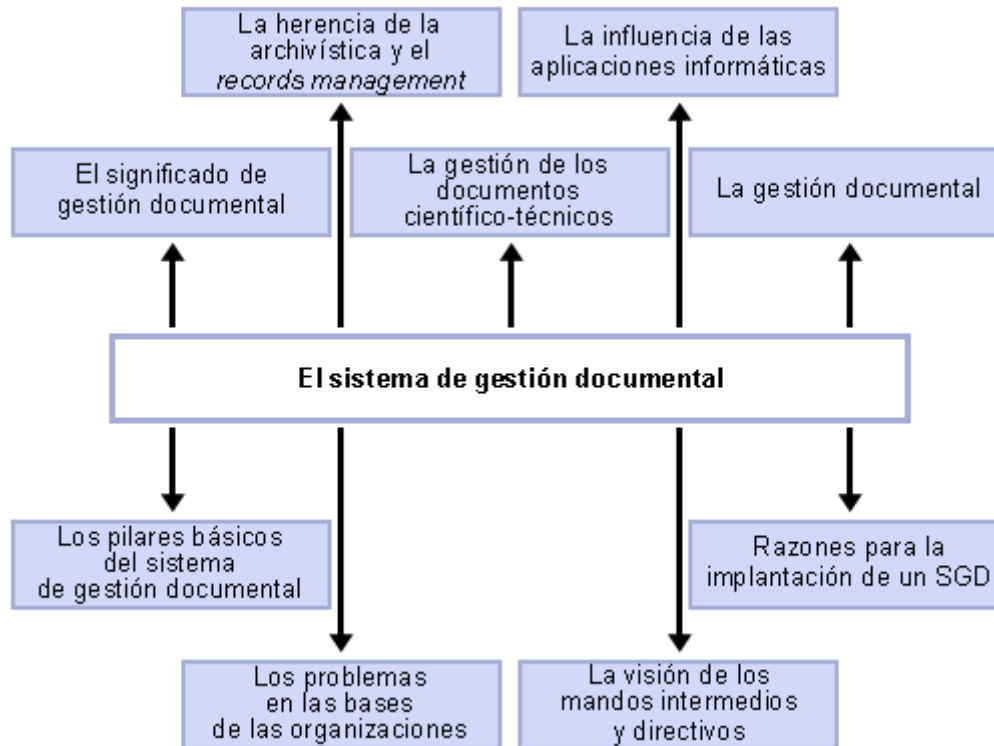 La herencia de la
archivística y el
records management
La influencia de las
aplicaciones informáticas
El significado de
gestión documental
La gestión de los
documentos
científico-técnicos
La gestión documental
El sistema de gestión documental
Los pilares básicos
del sistema
de gestión documental
Razones para la
implantación de un SGD
Los problemas
en las bases
de las organizaciones
La visión de los
mandos intermedios
y directivos